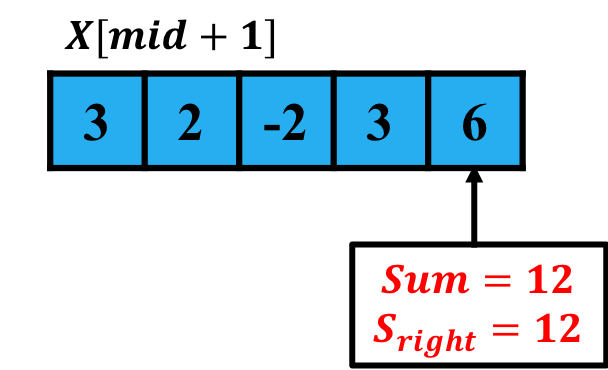 X[mid + 1]
3 2 -2 3 6
Sum = 12
S_right = 12